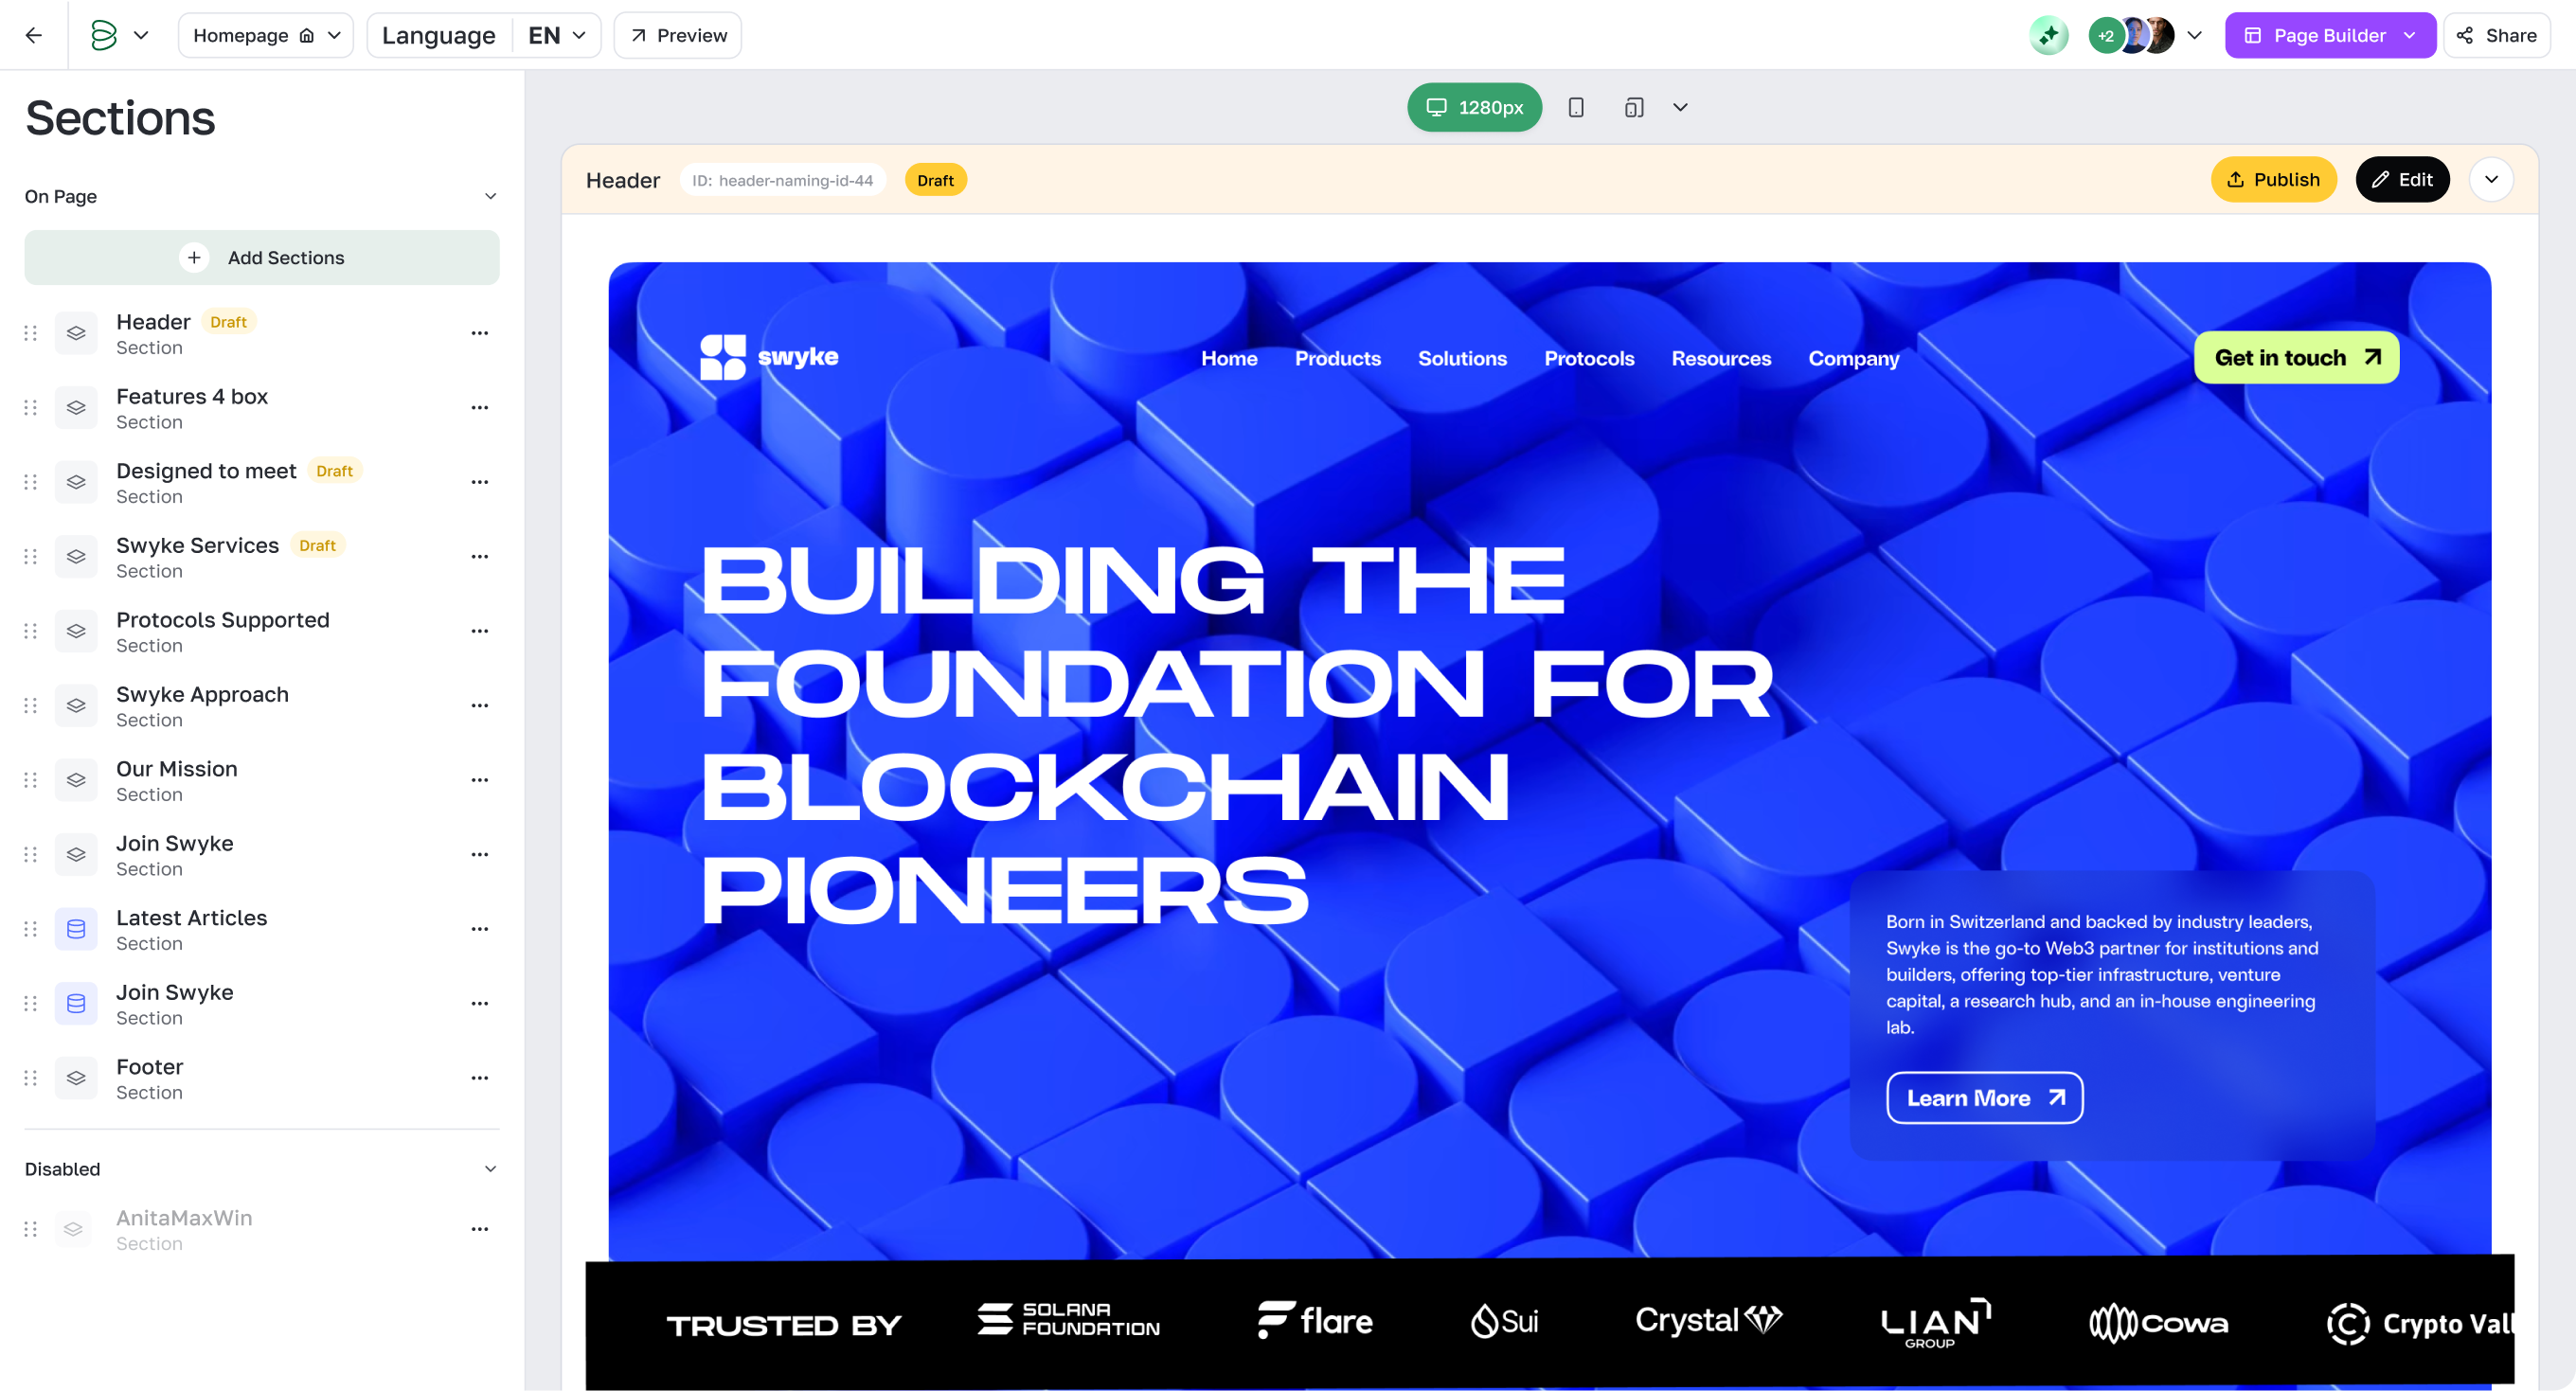 Homepage
Language EN
Preview
+2
Page Builder
Share
Sections
On Page
Add Sections
Header Draft
Section
Features 4 box
Section
Designed to meet Draft
Section
Swyke Services Draft
Section
Protocols Supported
Section
Swyke Approach
Section
Our Mission
Section
Join Swyke
Section
Latest Articles
Section
Join Swyke
Section
Footer
Section
Disabled
AnitaMaxWin
Section
1280px
Header ID: header-naming-id-44 Draft
Publish
Edit
swyke
Home Products Solutions Protocols Resources Company
Get in touch
BUILDING THE
FOUNDATION FOR
BLOCKCHAIN
PIONEERS
Born in Switzerland and backed by industry leaders,
Swyke is the go-to Web3 partner for institutions and
builders, offering top-tier infrastructure, venture
capital, a research hub, and an in-house engineering
lab.
Learn More
TRUSTED BY
SOLANA
FOUNDATION
flare
Sui
Crystal
LIAN
GROUP
COWA
Crypto Vall